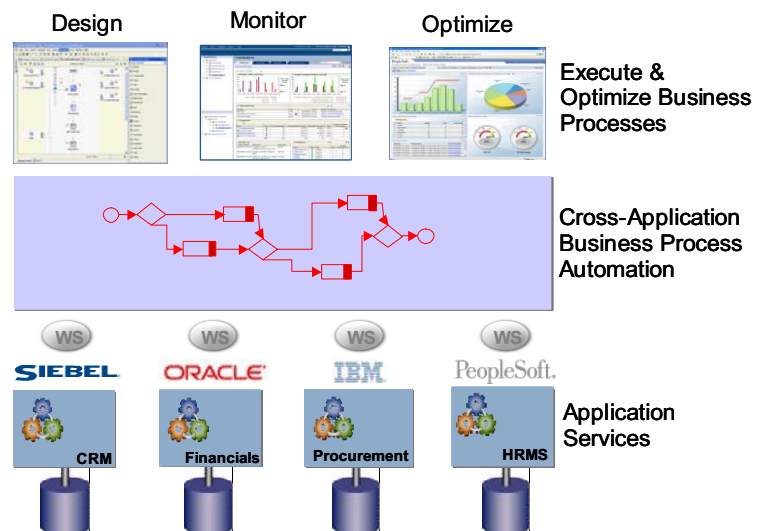 Design
Monitor
Optimize
Execute &
Optimize Business
Processes
Cross-Application
Business Process
Automation
WS
WS
WS
WS
SIEBEL.
ORACLE
IBM
PeopleSoft.
Application
Services
CRM
Financials
Procurement
HRMS